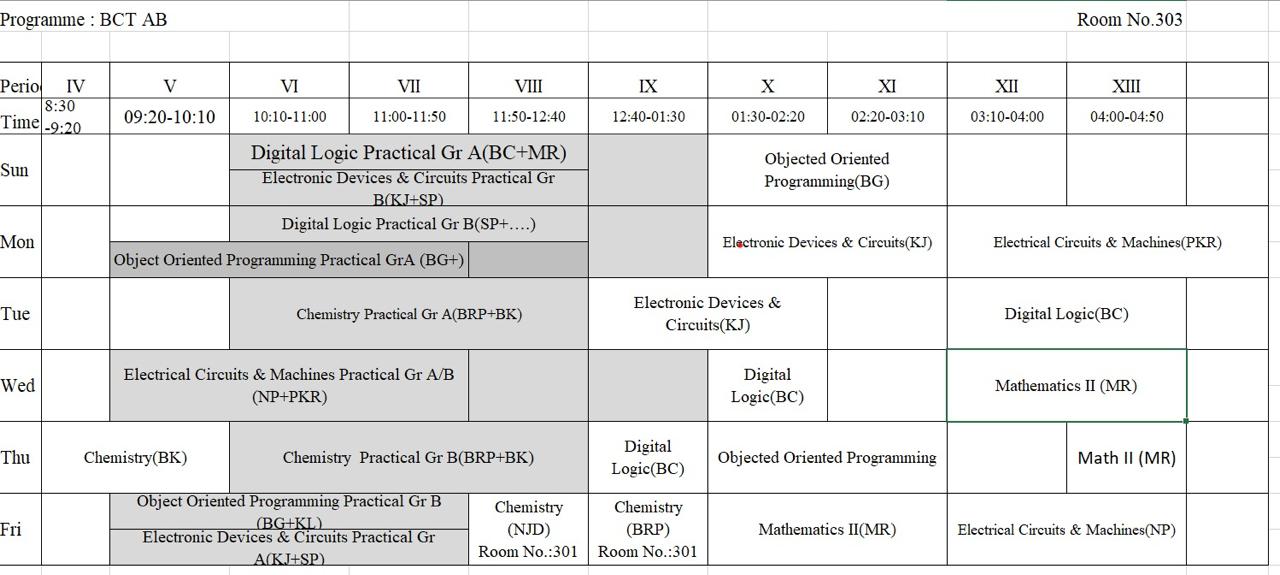 Programme : BCT AB
Room No.303
Perio IV V VI VII VIII IX X XI XII XIII
Time 8:30 -9:20 09:20-10:10 10:10-11:00 11:00-11:50 11:50-12:40 12:40-01:30 01:30-02:20 02:20-03:10 03:10-04:00 04:00-04:50
Sun
Digital Logic Practical Gr A(BC+MR)
Electronic Devices & Circuits Practical Gr
B(KJ+SP)
Objected Oriented
Programming(BG)
Mon
Digital Logic Practical Gr B(SP+....)
Object Oriented Programming Practical GrA (BG+)
Electronic Devices & Circuits(KJ)
Electrical Circuits & Machines(PKR)
Tue
Chemistry Practical Gr A(BRP+BK)
Electronic Devices &
Circuits(KJ)
Digital Logic(BC)
Wed
Electrical Circuits & Machines Practical Gr A/B
(NP+PKR)
Digital
Logic(BC)
Mathematics II (MR)
Thu
Chemistry(BK)
Chemistry Practical Gr B(BRP+BK)
Digital
Logic(BC)
Objected Oriented Programming
Math II (MR)
Fri
Object Oriented Programming Practical Gr B
(BG+KL)
Electronic Devices & Circuits Practical Gr
A(KJ+SP)
Chemistry
(NJD)
Room No.:301
Chemistry
(BRP)
Room No.:301
Mathematics II(MR)
Electrical Circuits & Machines(NP)